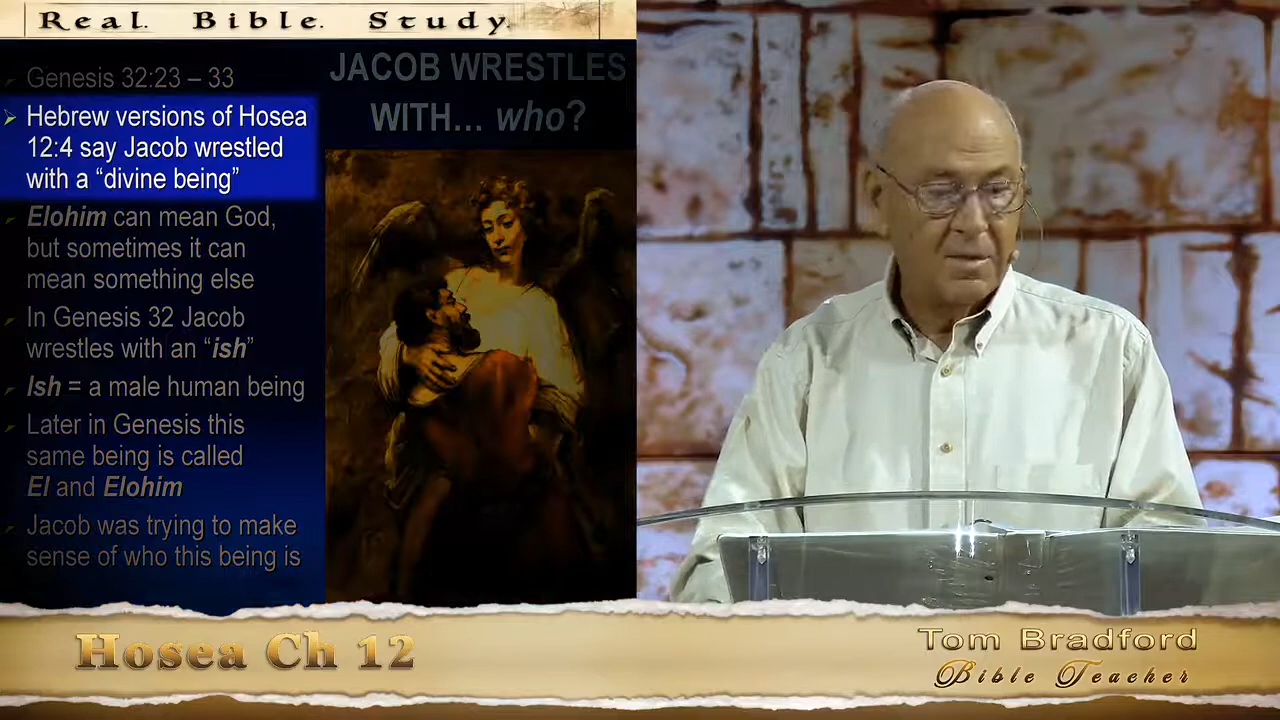 Real. Bible. Study.
Genesis 32:23 – 33
Hebrew versions of Hosea
12:4 say Jacob wrestled
with a “divine being”
Elohim can mean God,
but sometimes it can
mean something else
In Genesis 32 Jacob
wrestles with an “ish”
Ish = a male human being
Later in Genesis this
same being is called
El and Elohim
Jacob was trying to make
sense of who this being is
JACOB WRESTLES
WITH... who?
Hosea Ch 12
Tom Bradford
Bible Teacher